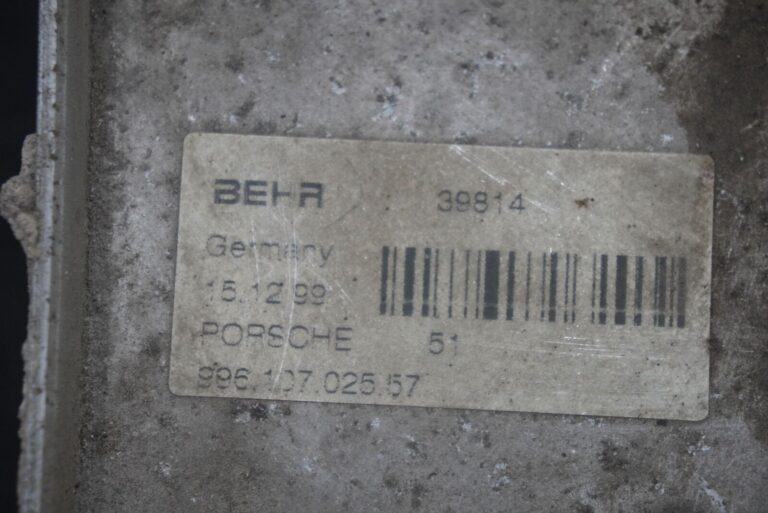 BEHR 39814
Germany
15.12.99
PORSCHE 51
996.107.025.57